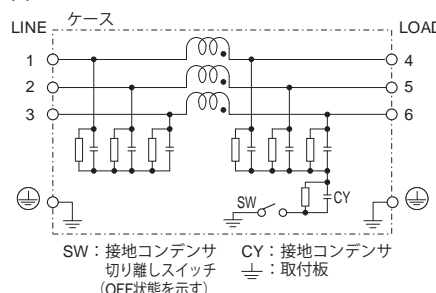 LINE ケース LOAD
1 4
2 5
3 6
SW CY
SW：接地コンデンサ CY：接地コンデンサ
切り離しスイッチ ：取付板
（OFF状態を示す）